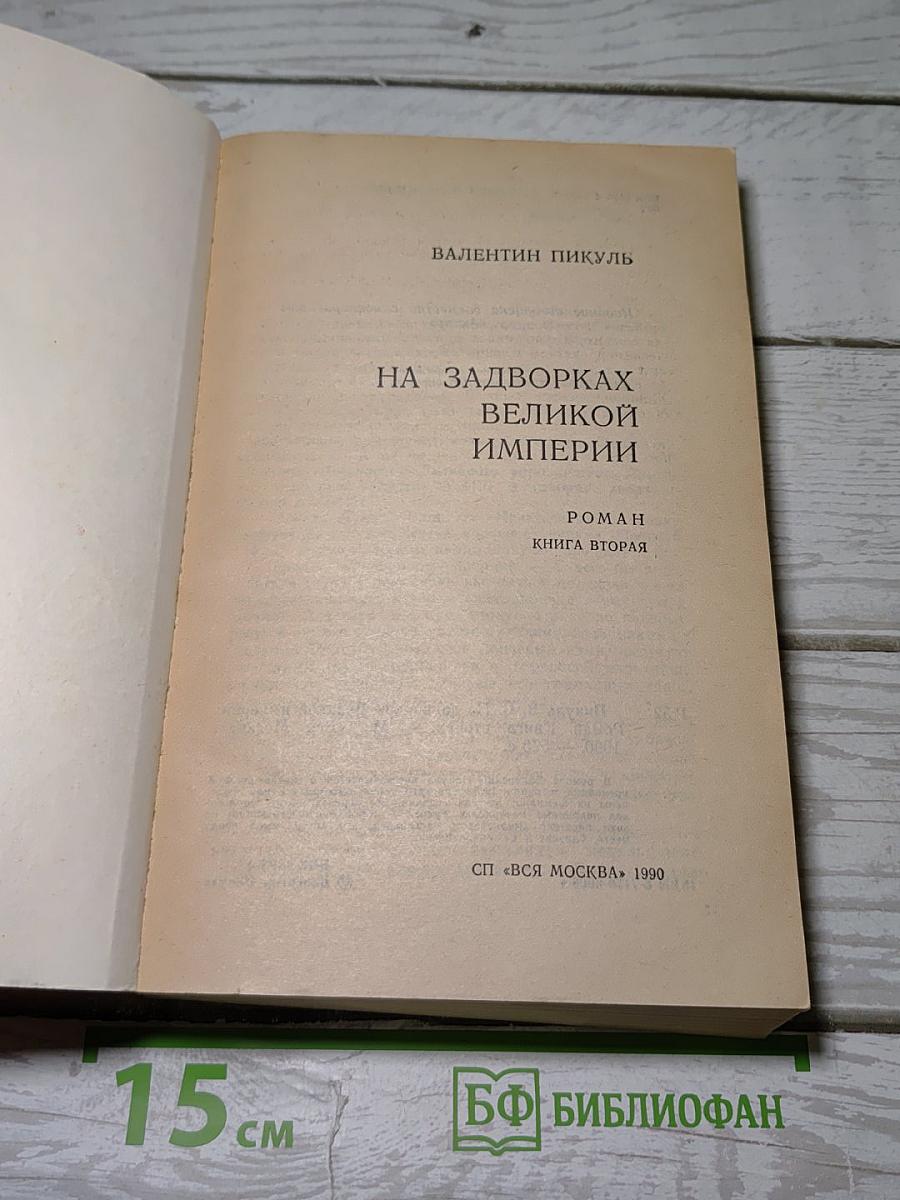 ВАЛЕНТИН ПИКУЛЬ
НА ЗАДВОРКАХ
ВЕЛИКОЙ
ИМПЕРИИ
РОМАН
КНИГА ВТОРАЯ
СП «ВСЯ МОСКВА» 1990
15 см
БФ БИБЛИОФАН